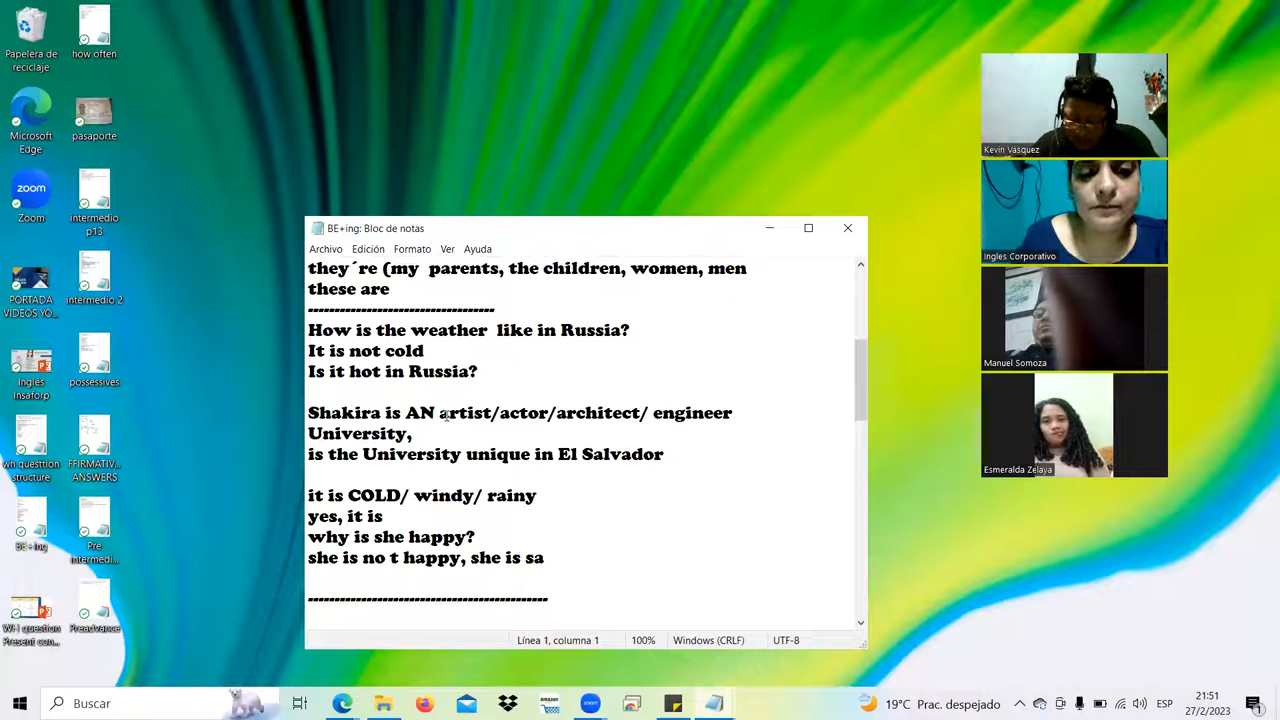 Papelera de
reciclaje
how often
Microsoft
Edge
pasaporte
Zoom
intermedio
p13
PORTADA
VIDEOS YO...
intermedio 2
Ingles
Insaforp
possessives
wh questtion
structure
FFIRMATIV...
ANSWERS
BE+ing
Pre
intermedi...
WH question
Present con...
Preadvance
BE+ing: Bloc de notas
Archivo Edición Formato Ver Ayuda
they´re (my parents, the children, women, men
these are
-----------------------------------
How is the weather like in Russia?
It is not cold
Is it hot in Russia?
Shakira is AN artist/actor/architect/ engineer
University,
is the University unique in El Salvador
it is COLD/ windy/ rainy
yes, it is
why is she happy?
she is no t happy, she is sa
---------------------------------------------
Línea 1, columna 1 100% Windows (CRLF) UTF-8
Kevin Vásquez
Ingles Corporativo
Manuel Somoza
Esmeralda Zelaya
Buscar
amazon
zoom
19°C Prac. despejado
ESP
21:51
27/2/2023
1